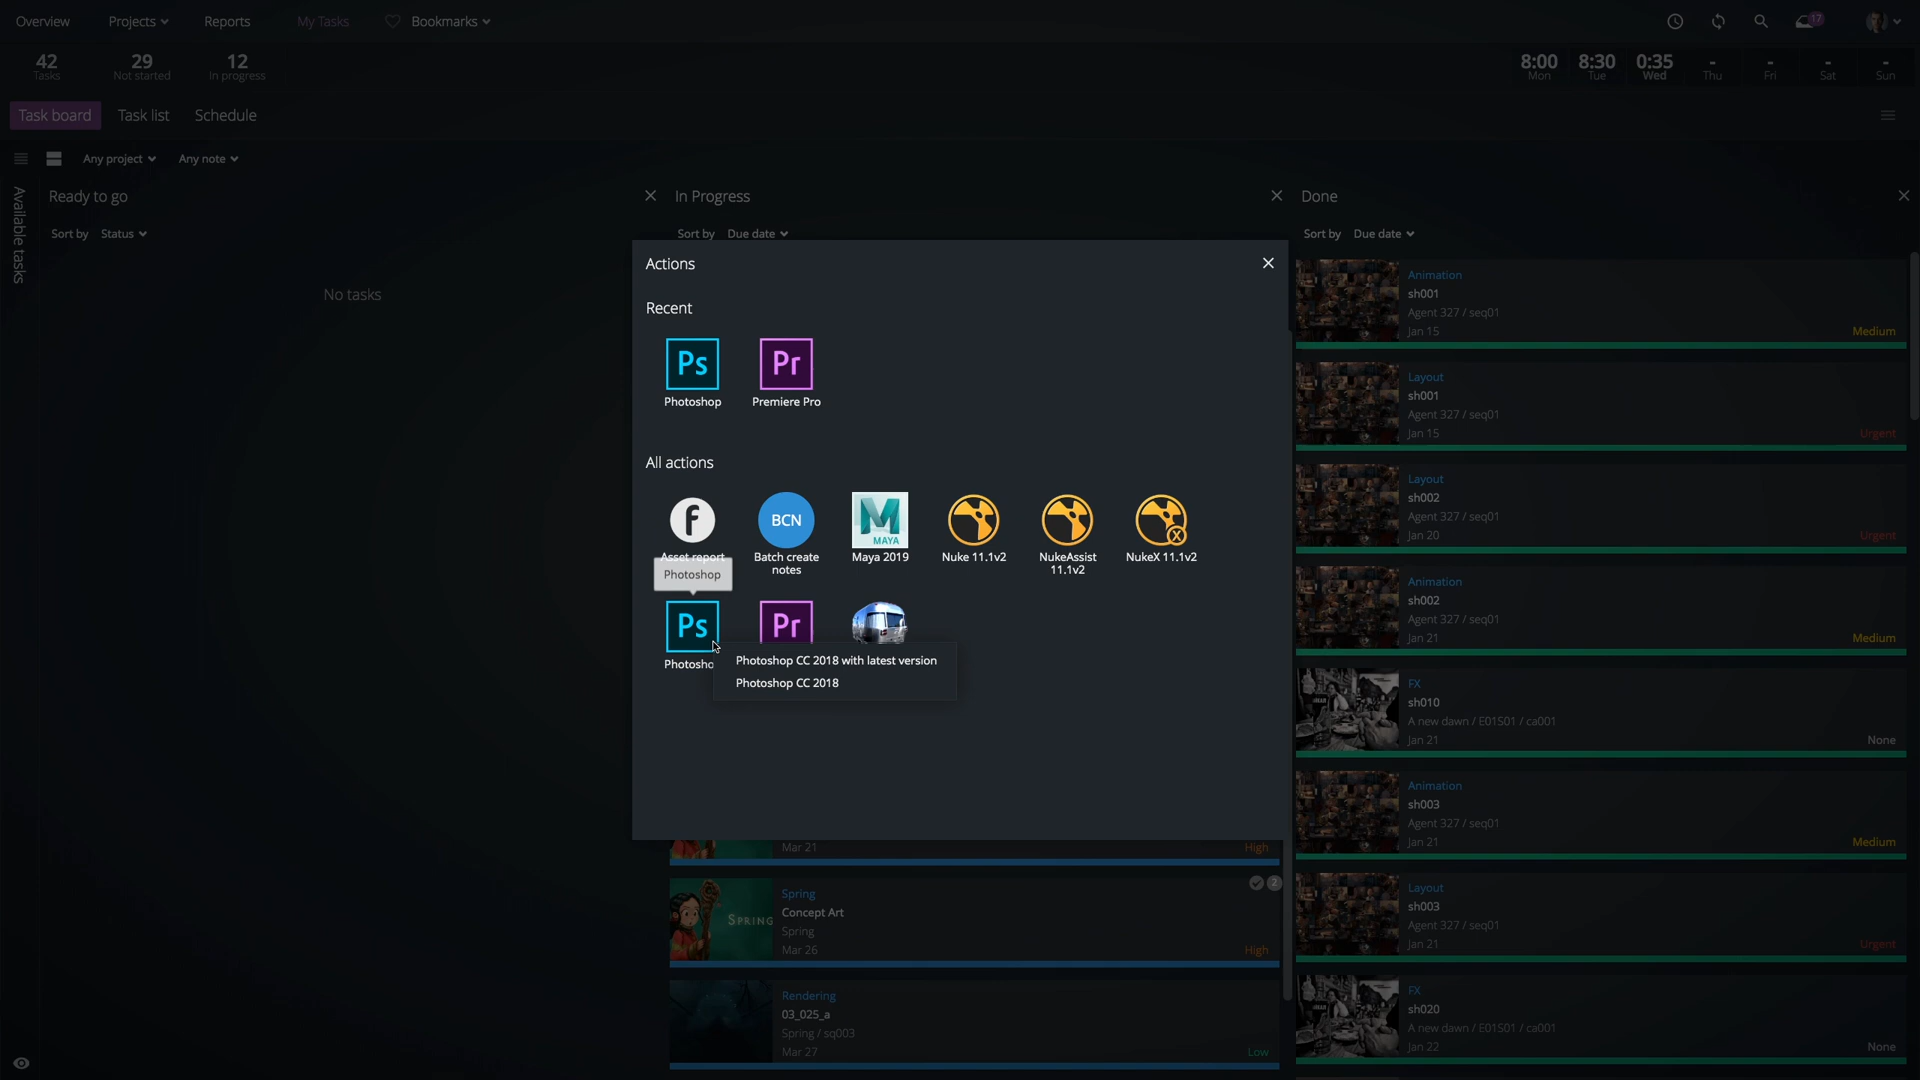 Overview
Projects
Reports
My Tasks
Bookmarks
17
42
Tasks
29
Not started
12
In progress
8:00
Mon
8:30
Tue
0:35
Wed
-
Thu
-
Fri
-
Sat
-
Sun
Task board
Task list
Schedule
Any project
Any note
Available tasks
Ready to go
Sort by Status
No tasks
In Progress
Sort by Due date
Done
Sort by Due date
Actions
Recent
Ps
Photoshop
Pr
Premiere Pro
All actions
f
Asset report
BCN
Batch create
notes
MAYA
Maya 2019
Nuke 11.1v2
NukeAssist
11.1v2
X
NukeX 11.1v2
Photoshop
Ps
Photosho
Pr
Photoshop CC 2018 with latest version
Photoshop CC 2018
Mar 21
High
2
SPRING
Spring
Concept Art
Spring
Mar 26
High
Rendering
03_025_a
Spring / sq003
Mar 27
Low
Animation
sh001
Agent 327 / seq01
Jan 15
Medium
Layout
sh001
Agent 327 / seq01
Jan 15
Urgent
Layout
sh002
Agent 327 / seq01
Jan 20
Urgent
Animation
sh002
Agent 327 / seq01
Jan 21
Medium
FX
sh010
A new dawn / E01S01 / ca001
Jan 21
None
Animation
sh003
Agent 327 / seq01
Jan 21
Medium
Layout
sh003
Agent 327 / seq01
Jan 21
Urgent
FX
sh020
A new dawn / E01S01 / ca001
Jan 22
None